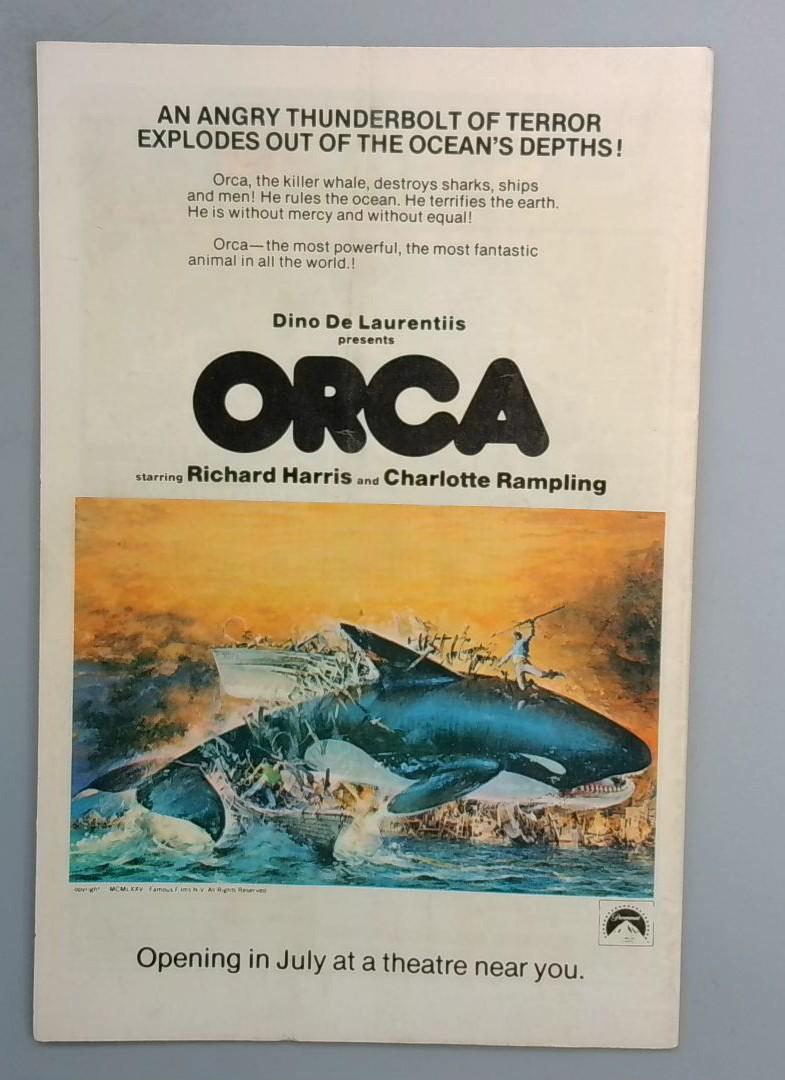 AN ANGRY THUNDERBOLT OF TERROR
EXPLODES OUT OF THE OCEAN'S DEPTHS!
Orca, the killer whale, destroys sharks, ships
and men! He rules the ocean. He terrifies the earth.
He is without mercy and without equal!
Orca—the most powerful, the most fantastic
animal in all the world.!
Dino De Laurentiis
presents
ORCA
starring Richard Harris and Charlotte Rampling
opyright MCMLXXV Famous Films N.V. All Rights Reserved
Paramount
Opening in July at a theatre near you.